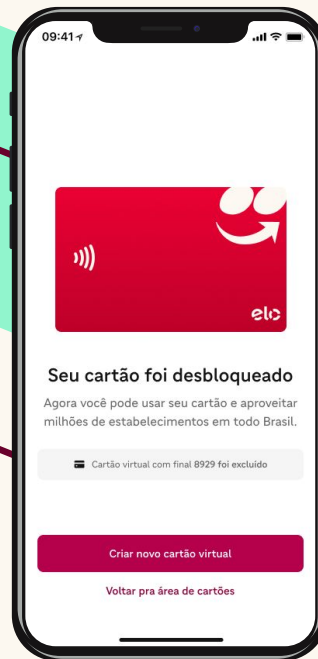 09:41
elo
Seu cartão foi desbloqueado
Agora você pode usar seu cartão e aproveitar
milhões de estabelecimentos em todo Brasil.
Cartão virtual com final 8929 foi excluído
Criar novo cartão virtual
Voltar pra área de cartões